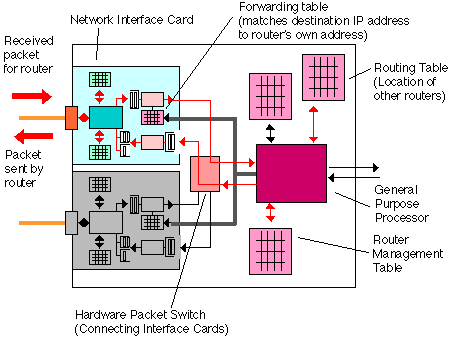 Network Interface Card
Forwarding table
(matches destination IP address
to router's own address)
Received
packet
for router
Routing Table
(Location of
other routers)
Packet
sent by
router
General
Purpose
Processor
Router
Management
Table
Hardware Packet Switch
(Connecting Interface Cards)